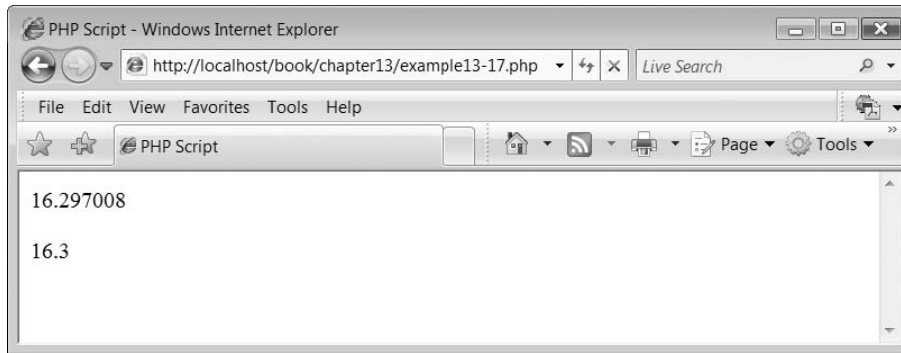 PHP Script - Windows Internet Explorer
http://localhost/book/chapter13/example13-17.php Live Search
File Edit View Favorites Tools Help
PHP Script Page Tools
16.297008
16.3